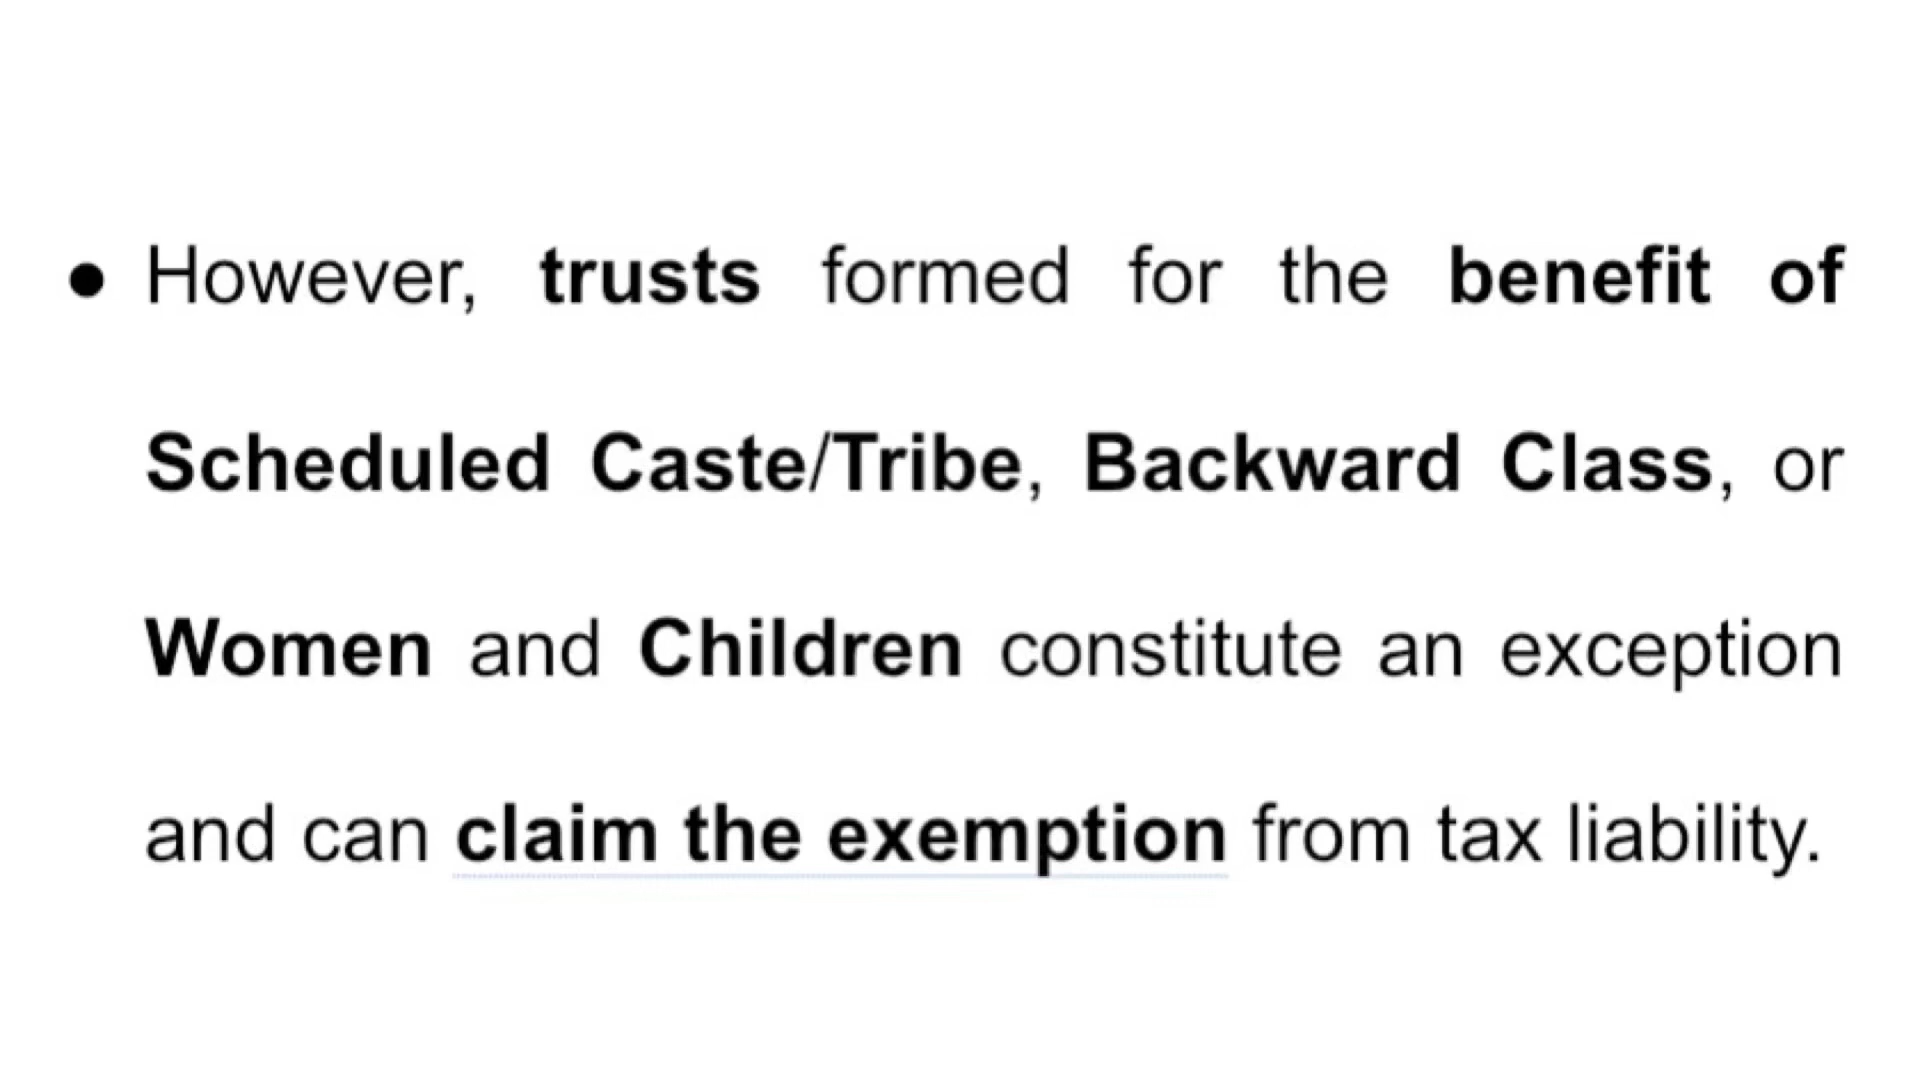 ● However, trusts formed for the benefit of
Scheduled Caste/Tribe, Backward Class, or
Women and Children constitute an exception
and can claim the exemption from tax liability.